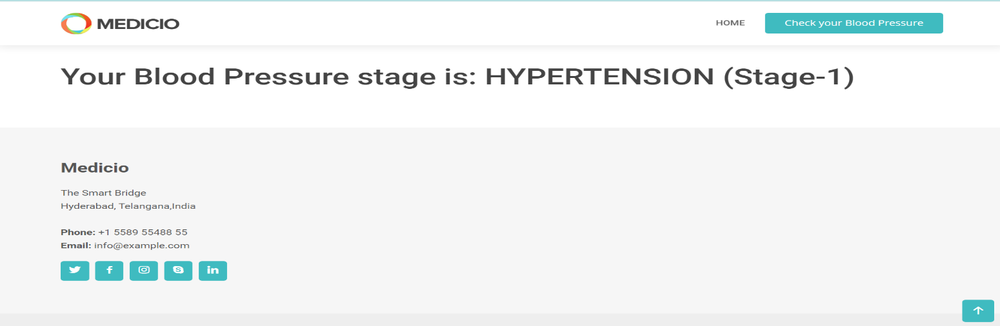 MEDICIO
HOME
Check your Blood Pressure
Your Blood Pressure stage is: HYPERTENSION (Stage-1)
Medicio
The Smart Bridge
Hyderabad, Telangana,India
Phone: +1 5589 55488 55
Email: info@example.com